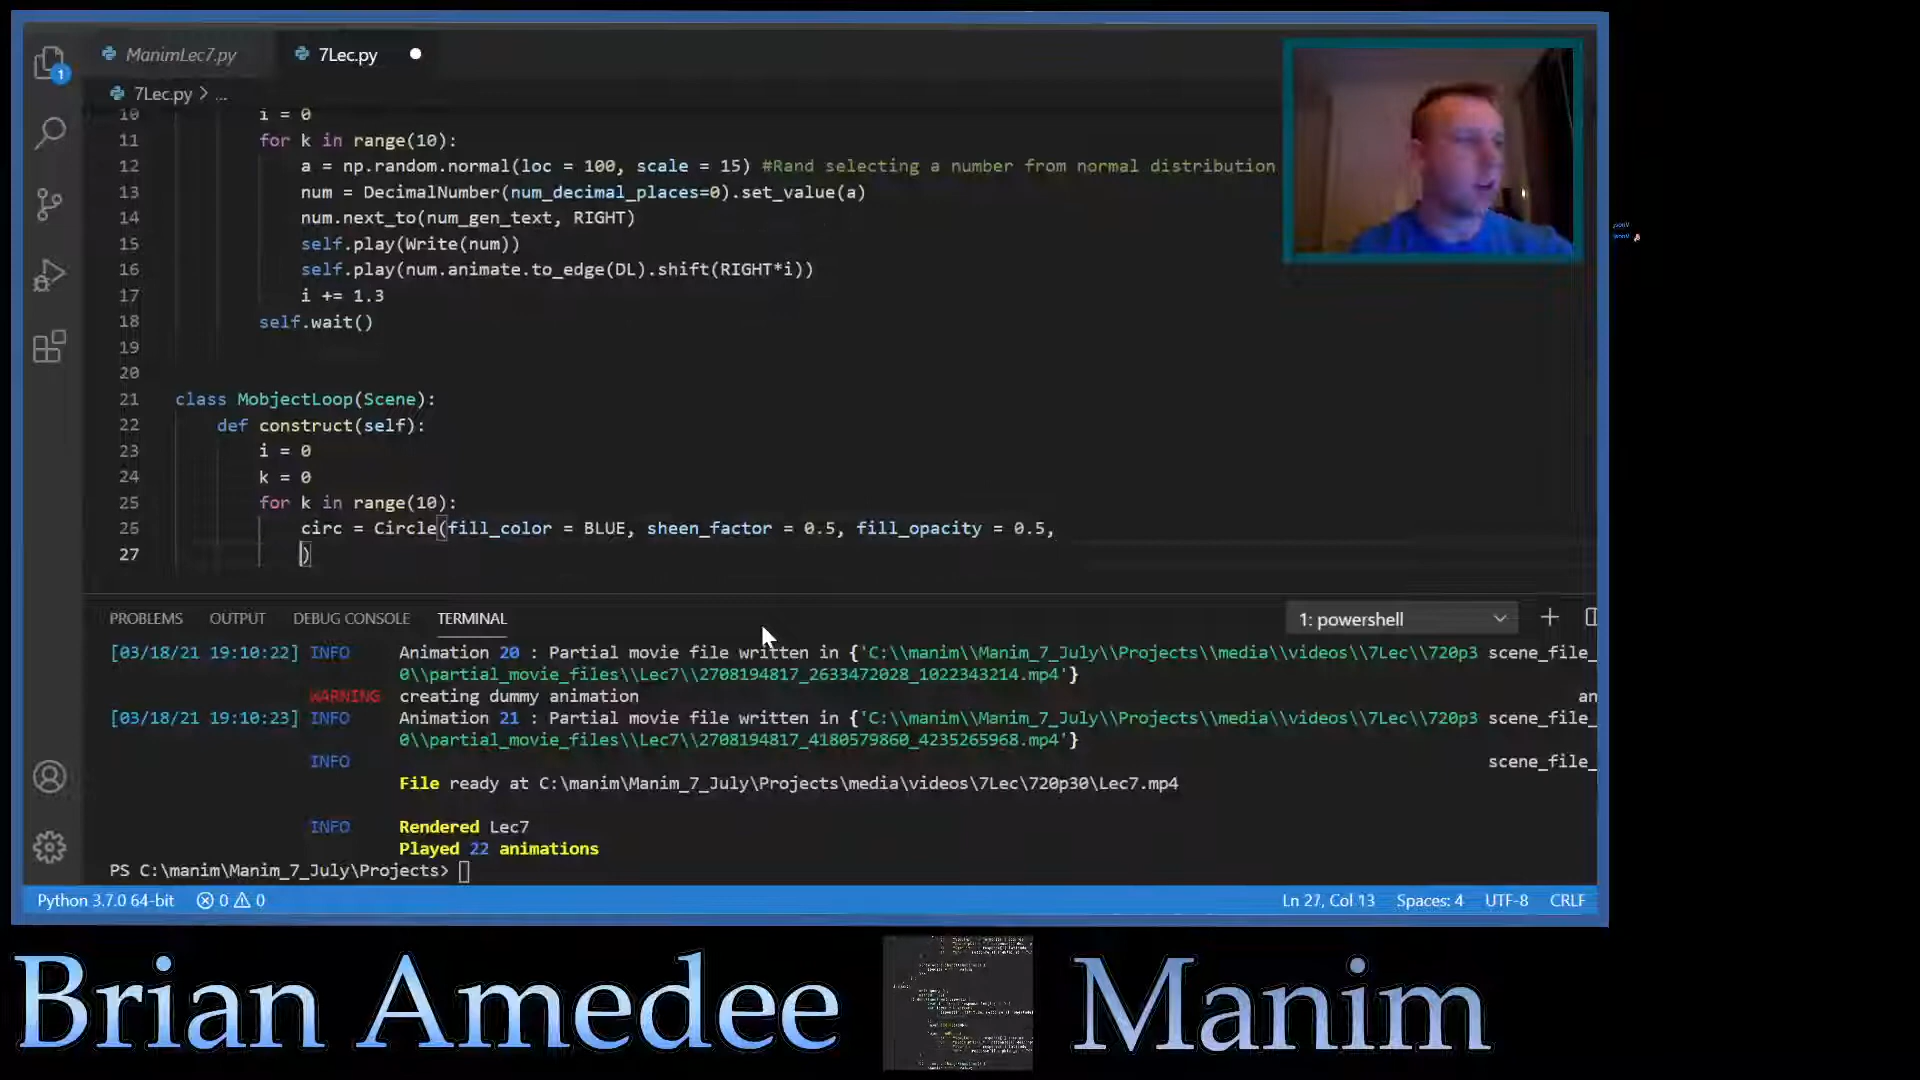 ManimLec7.py
7Lec.py
1
7Lec.py > ...
10 i = 0
11 for k in range(10):
12 a = np.random.normal(loc = 100, scale = 15) #Rand selecting a number from normal distribution
13 num = DecimalNumber(num_decimal_places=0).set_value(a)
14 num.next_to(num_gen_text, RIGHT)
15 self.play(Write(num))
16 self.play(num.animate.to_edge(DL).shift(RIGHT*i))
17 i += 1.3
18 self.wait()
19
20
21 class MobjectLoop(Scene):
22 def construct(self):
23 i = 0
24 k = 0
25 for k in range(10):
26 circ = Circle(fill_color = BLUE, sheen_factor = 0.5, fill_opacity = 0.5,
27 )
PROBLEMS OUTPUT DEBUG CONSOLE TERMINAL 1: powershell
[03/18/21 19:10:22] INFO Animation 20 : Partial movie file written in {'C:\\manim\\Manim_7_July\\Projects\\media\\videos\\7Lec\\720p3 scene_file_
0\\partial_movie_files\\Lec7\\2708194817_2633472028_1022343214.mp4'}
WARNING creating dummy animation an
[03/18/21 19:10:23] INFO Animation 21 : Partial movie file written in {'C:\\manim\\Manim_7_July\\Projects\\media\\videos\\7Lec\\720p3 scene_file_
0\\partial_movie_files\\Lec7\\2708194817_4180579860_4235265968.mp4'}
INFO scene_file_
File ready at C:\manim\Manim_7_July\Projects\media\videos\7Lec\720p30\Lec7.mp4
INFO Rendered Lec7
Played 22 animations
PS C:\manim\Manim_7_July\Projects>
Python 3.7.0 64-bit 0 0 Ln 27, Col 13 Spaces: 4 UTF-8 CRLF
Brian Amedee Manim